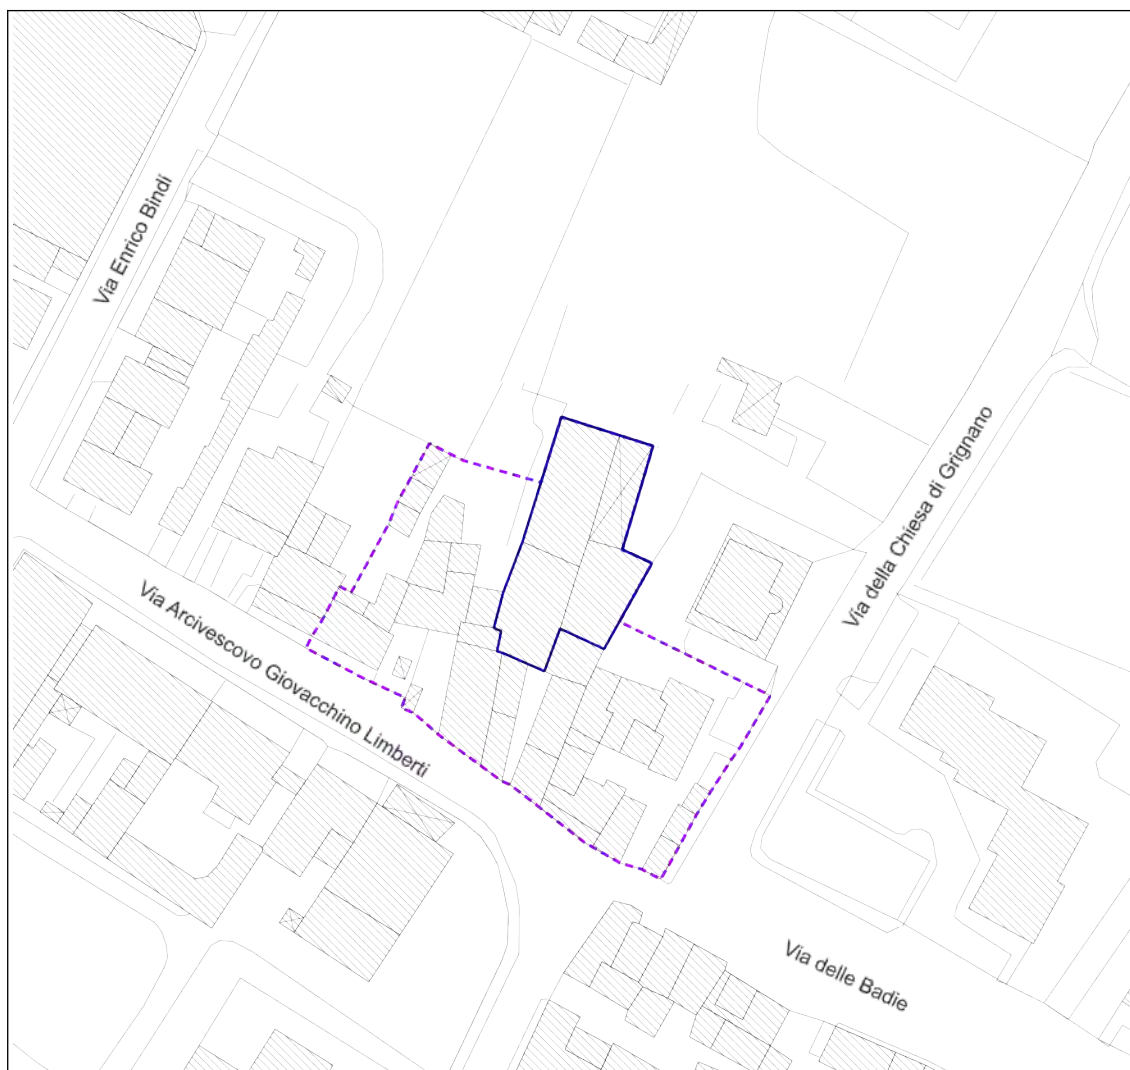 Via Enrico Bindi
Via della Chiesa di Grignano
Via Arcivescovo Giovacchino Limberti
Via delle Badie